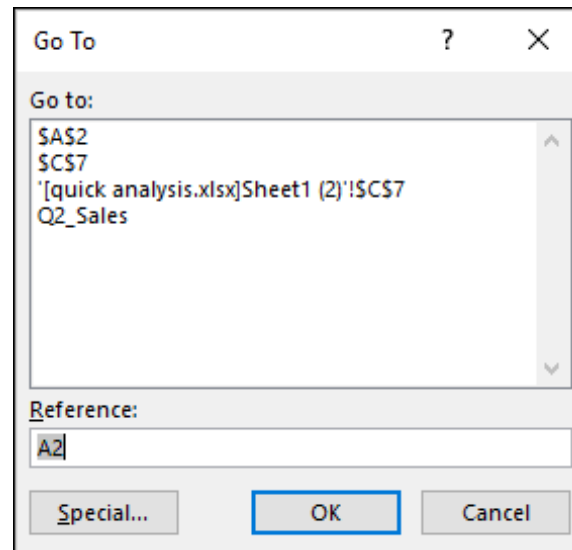 Go To
Go to:
$A$2
$C$7
'[quick analysis.xlsx]Sheet1 (2)'!$C$7
Q2_Sales
Reference:
A2
Special... OK Cancel